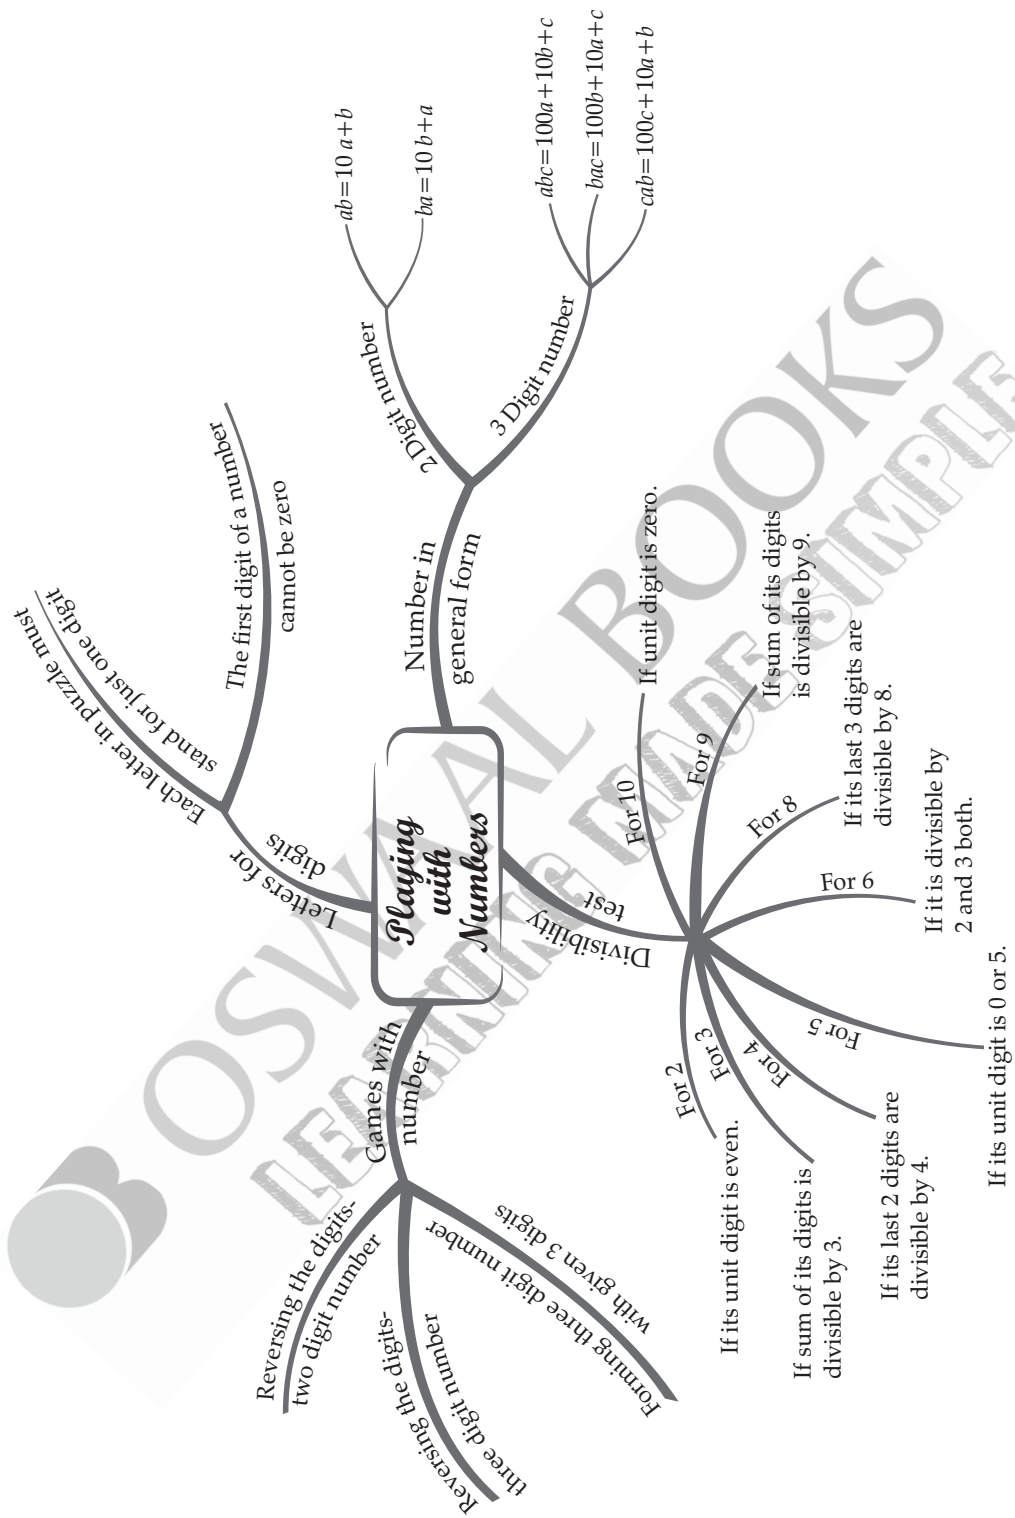 Playing
with
Numbers
Number in
general form
2 Digit number
ab=10 a+b
ba=10 b+a
3 Digit number
abc=100a+10b+c
bac=100b+10a+c
cab=100c+10a+b
Letters for
digits
Each letter in puzzle must
stand for just one digit
The first digit of a number
cannot be zero
Games with
number
Reversing the digits-
two digit number
Reversing the digits-
three digit number
Forming three digit number
with given 3 digits
Divisibility
test
For 2
If its unit digit is even.
For 3
If sum of its digits is
divisible by 3.
For 4
If its last 2 digits are
divisible by 4.
For 5
If its unit digit is 0 or 5.
For 6
If it is divisible by
2 and 3 both.
For 8
If its last 3 digits are
divisible by 8.
For 9
If sum of its digits
is divisible by 9.
For 10
If unit digit is zero.
OSWAAL BOOKS
LEARNING MADE SIMPLE